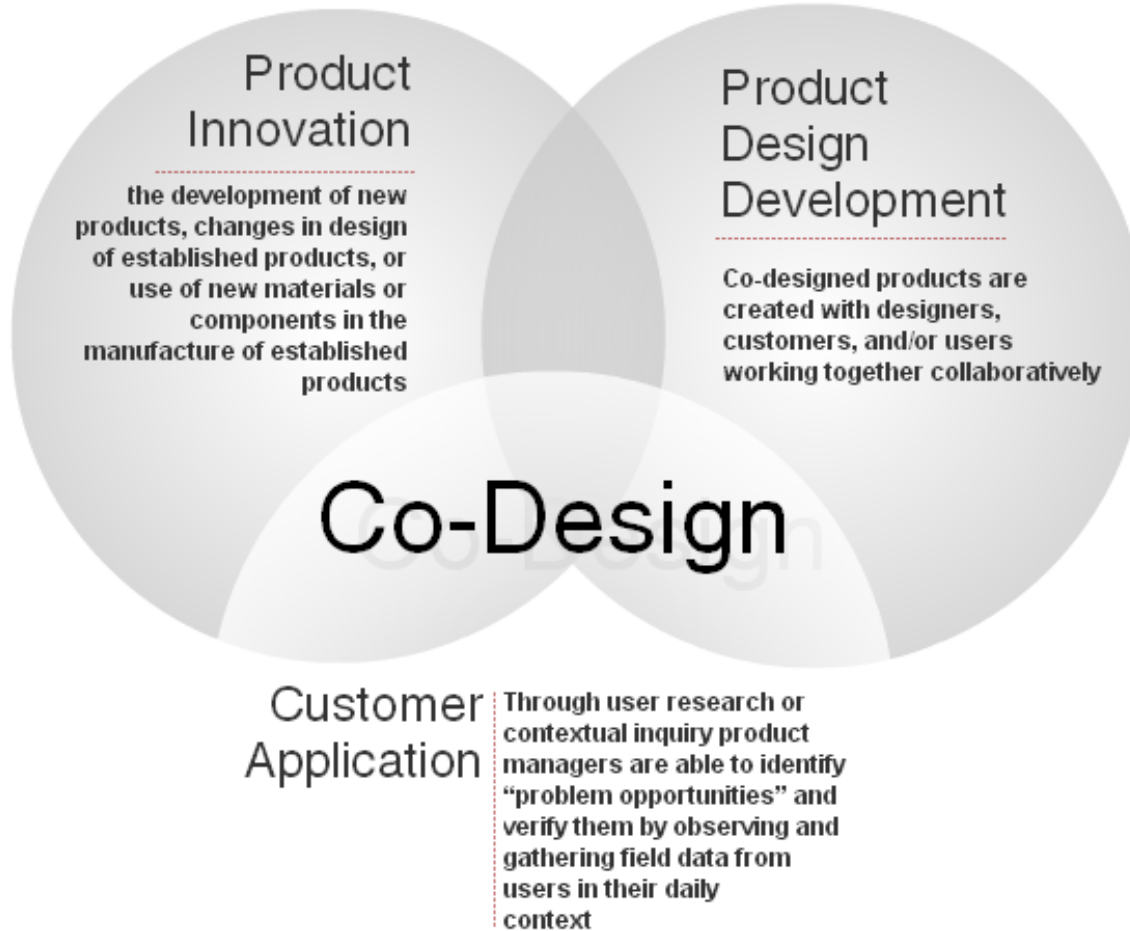 Product
Innovation
the development of new
products, changes in design
of established products, or
use of new materials or
components in the
manufacture of established
products
Product
Design
Development
Co-designed products are
created with designers,
customers, and/or users
working together collaboratively
Co-Design
Customer
Application
Through user research or
contextual inquiry product
managers are able to identify
“problem opportunities” and
verify them by observing and
gathering field data from
users in their daily
context